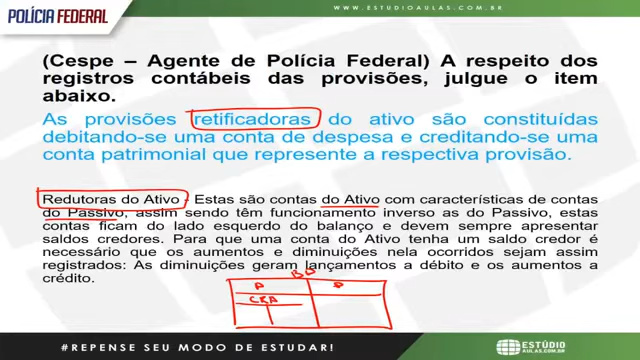 POLÍCIA FEDERAL
WWW.ESTUDIOAULAS.COM.BR
(Cespe – Agente de Polícia Federal) A respeito dos
registros contábeis das provisões, julgue o item
abaixo.
As provisões retificadoras do ativo são constituídas
debitando-se uma conta de despesa e creditando-se uma
conta patrimonial que represente a respectiva provisão.
Redutoras do Ativo - Estas são contas do Ativo com características de contas
do Passivo, assim sendo têm funcionamento inverso as do Passivo, estas
contas ficam do lado esquerdo do balanço e devem sempre apresentar
saldos credores. Para que uma conta do Ativo tenha um saldo credor é
necessário que os aumentos e diminuições nela ocorridos sejam assim
registrados: As diminuições geram lançamentos a débito e os aumentos a
crédito.
A P
CRA
#REPENSE SEU MODO DE ESTUDAR!
ESTÚDIO
AULAS.COM.BR